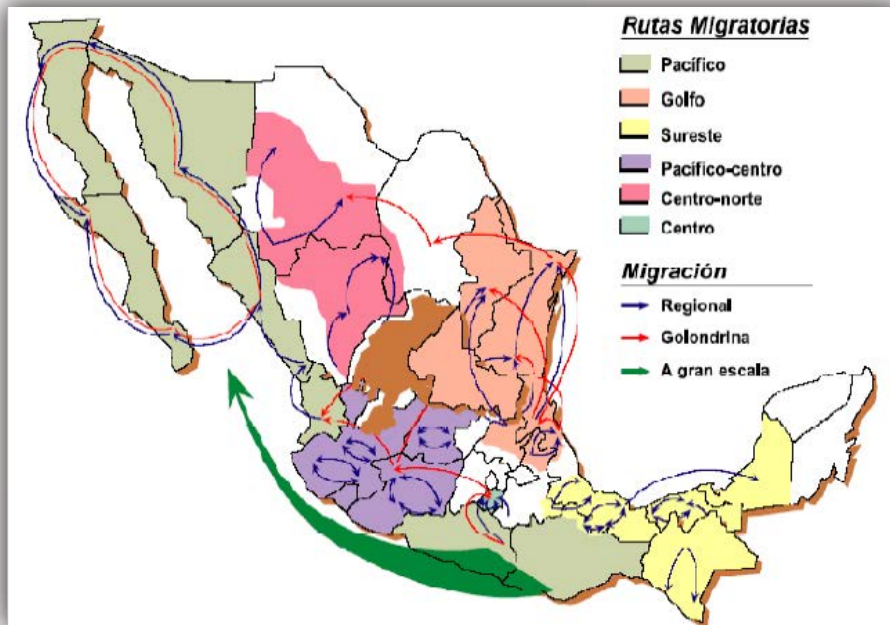 Rutas Migratorias
Pacífico
Golfo
Sureste
Pacífico-centro
Centro-norte
Centro
Migración
Regional
Golondrina
A gran escala